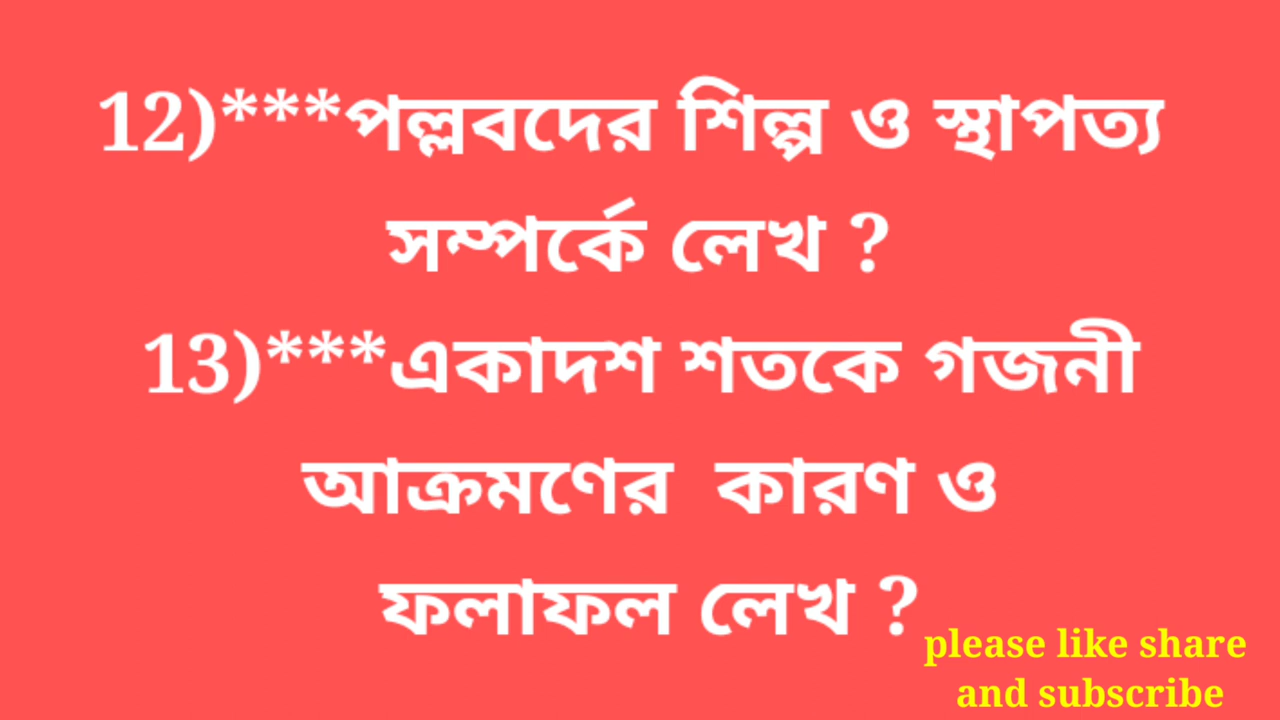 12)***পল্লবদের শিল্প ও স্থাপত্য
সম্পর্কে লেখ ?
13)***একাদশ শতকে গজনী
আক্রমণের কারণ ও
ফলাফল লেখ ?
please like share
and subscribe